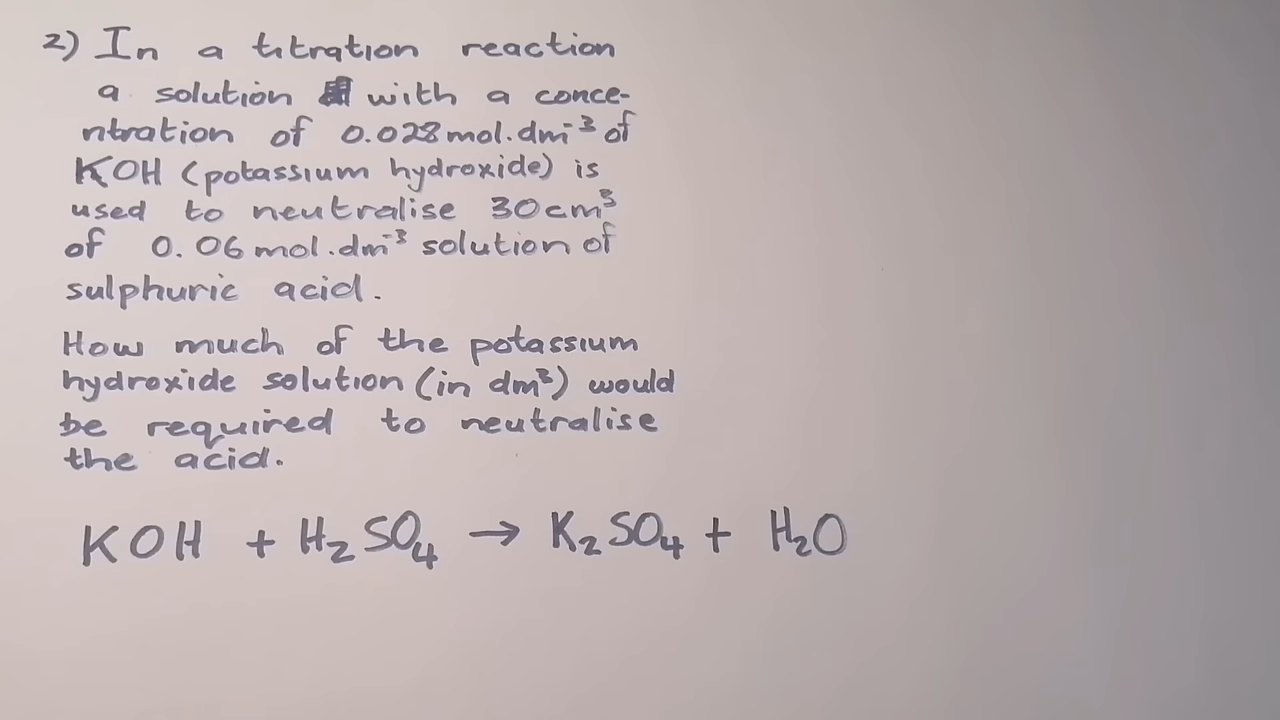 2) In a titration reaction
a solution with a conce-
ntration of 0.028 mol.dm⁻³ of
KOH (potassium hydroxide) is
used to neutralise 30cm³
of 0.06 mol.dm⁻³ solution of
sulphuric acid.
How much of the potassium
hydroxide solution (in dm³) would
be required to neutralise
the acid.
KOH + H₂SO₄ → K₂SO₄ + H₂O